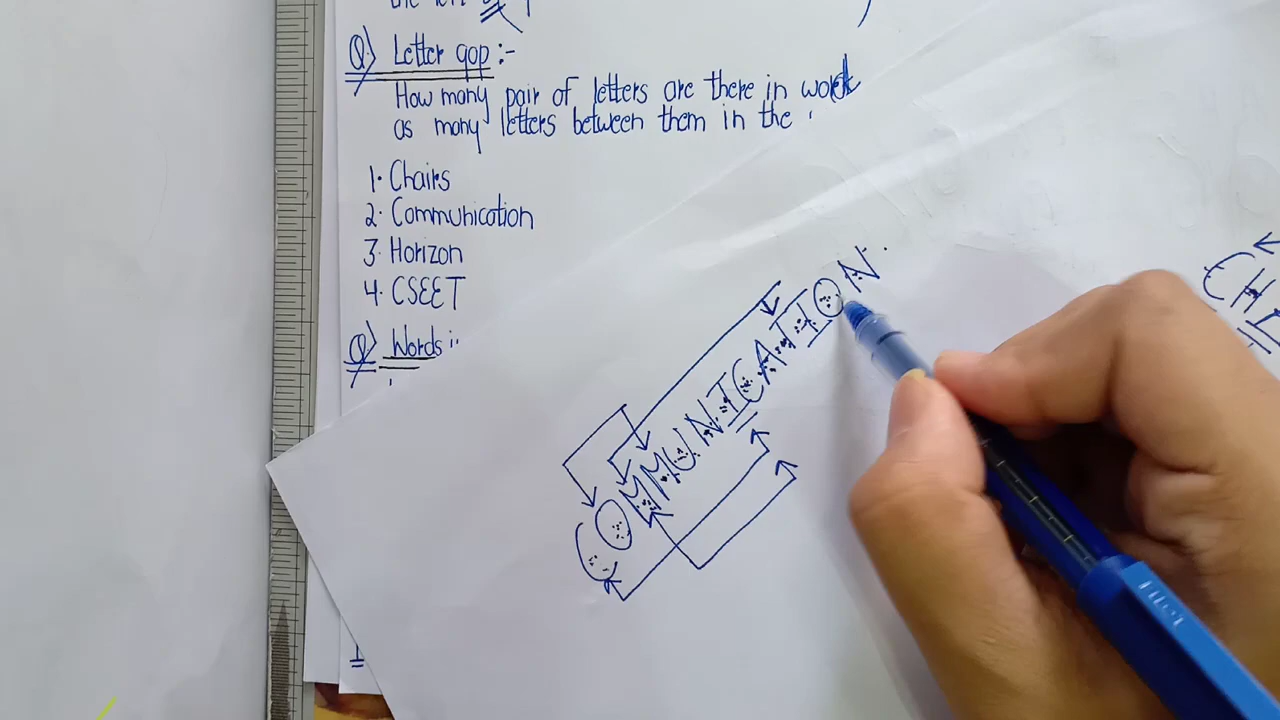 Q) Letter gap :-
How many pair of letters are there in word
as many letters between them in the
1. Chairs
2. Communication
3. Horizon
4. CSEET
Q) Words
COMMUNICATION
CHI